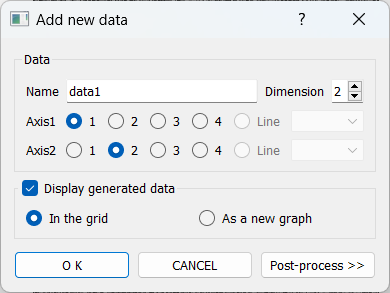 Add new data ?
Data
Name data1 Dimension 2
Axis1 1 2 3 4 Line
Axis2 1 2 3 4 Line
Display generated data
In the grid As a new graph
O K CANCEL Post-process >>